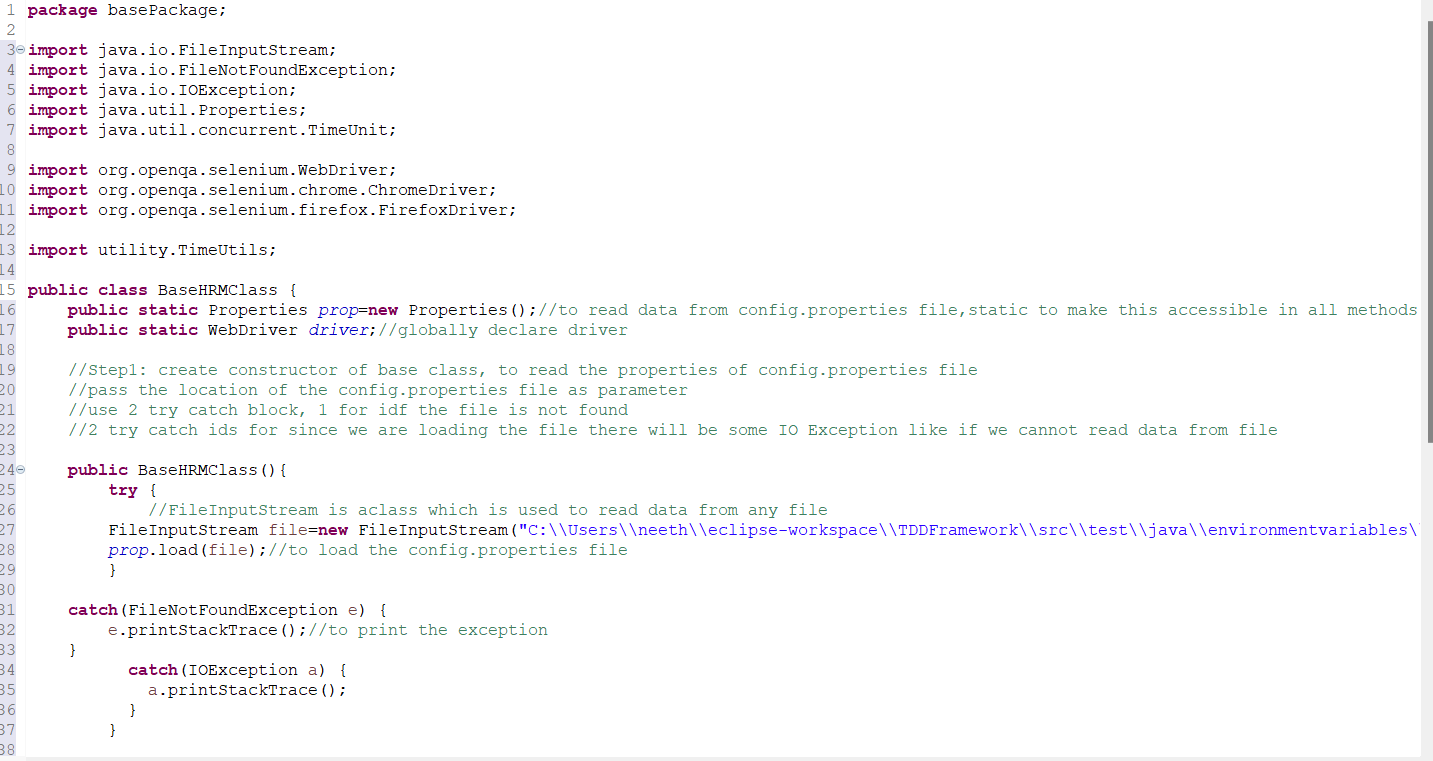 1 package basePackage;
2
3 import java.io.FileInputStream;
4 import java.io.FileNotFoundException;
5 import java.io.IOException;
6 import java.util.Properties;
7 import java.util.concurrent.TimeUnit;
8
9 import org.openqa.selenium.WebDriver;
10 import org.openqa.selenium.chrome.ChromeDriver;
11 import org.openqa.selenium.firefox.FirefoxDriver;
12
13 import utility.TimeUtils;
14
15 public class BaseHRMClass {
16 public static Properties prop=new Properties();//to read data from config.properties file,static to make this accessible in all methods
17 public static WebDriver driver;//globally declare driver
18
19 //Step1: create constructor of base class, to read the properties of config.properties file
20 //pass the location of the config.properties file as parameter
21 //use 2 try catch block, 1 for idf the file is not found
22 //2 try catch ids for since we are loading the file there will be some IO Exception like if we cannot read data from file
23
24 public BaseHRMClass(){
25 try {
26 //FileInputStream is aclass which is used to read data from any file
27 FileInputStream file=new FileInputStream("C:\\Users\\neeth\\eclipse-workspace\\TDDFramework\\src\\test\\java\\environmentvariables\
28 prop.load(file);//to load the config.properties file
29 }
30
31 catch(FileNotFoundException e) {
32 e.printStackTrace();//to print the exception
33 }
34 catch(IOException a) {
35 a.printStackTrace();
36 }
37 }
38